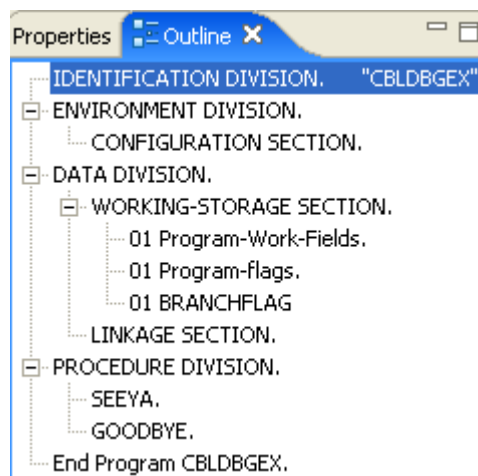 Properties Outline
IDENTIFICATION DIVISION. "CBLDBGEX"
ENVIRONMENT DIVISION.
CONFIGURATION SECTION.
DATA DIVISION.
WORKING-STORAGE SECTION.
01 Program-Work-Fields.
01 Program-flags.
01 BRANCHFLAG
LINKAGE SECTION.
PROCEDURE DIVISION.
SEEYA.
GOODBYE.
End Program CBLDBGEX.